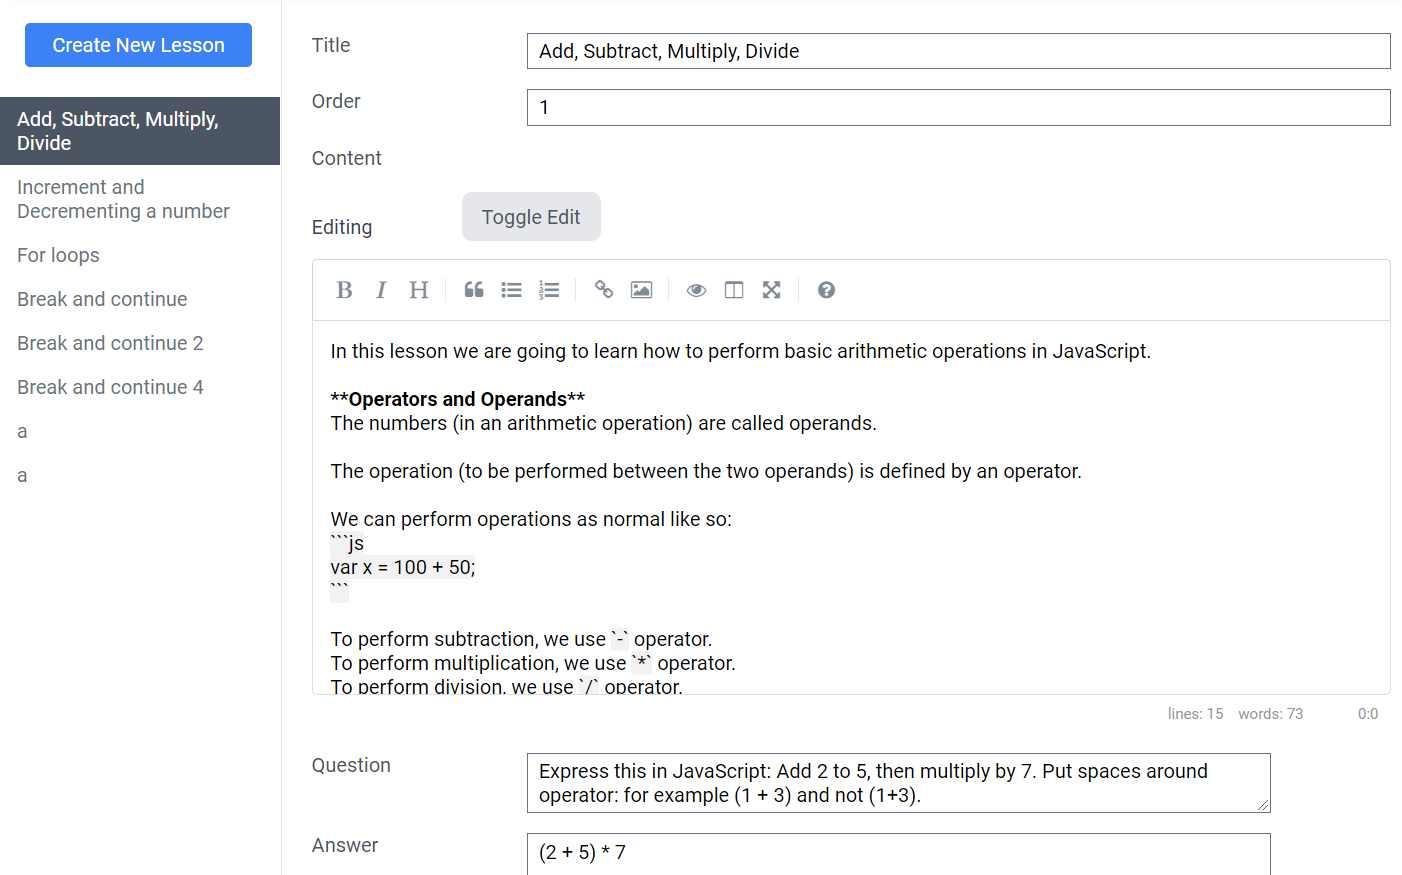 Create New Lesson
Add, Subtract, Multiply,
Divide
Increment and
Decrementing a number
For loops
Break and continue
Break and continue 2
Break and continue 4
a
a
Title
Add, Subtract, Multiply, Divide
Order
1
Content
Editing
Toggle Edit
B I H
In this lesson we are going to learn how to perform basic arithmetic operations in JavaScript.
**Operators and Operands**
The numbers (in an arithmetic operation) are called operands.
The operation (to be performed between the two operands) is defined by an operator.
We can perform operations as normal like so:
```js
var x = 100 + 50;
```
To perform subtraction, we use `-` operator.
To perform multiplication, we use `*` operator.
To perform division, we use `/` operator.
lines: 15 words: 73 0:0
Question
Express this in JavaScript: Add 2 to 5, then multiply by 7. Put spaces around
operator: for example (1 + 3) and not (1+3).
Answer
(2 + 5) * 7